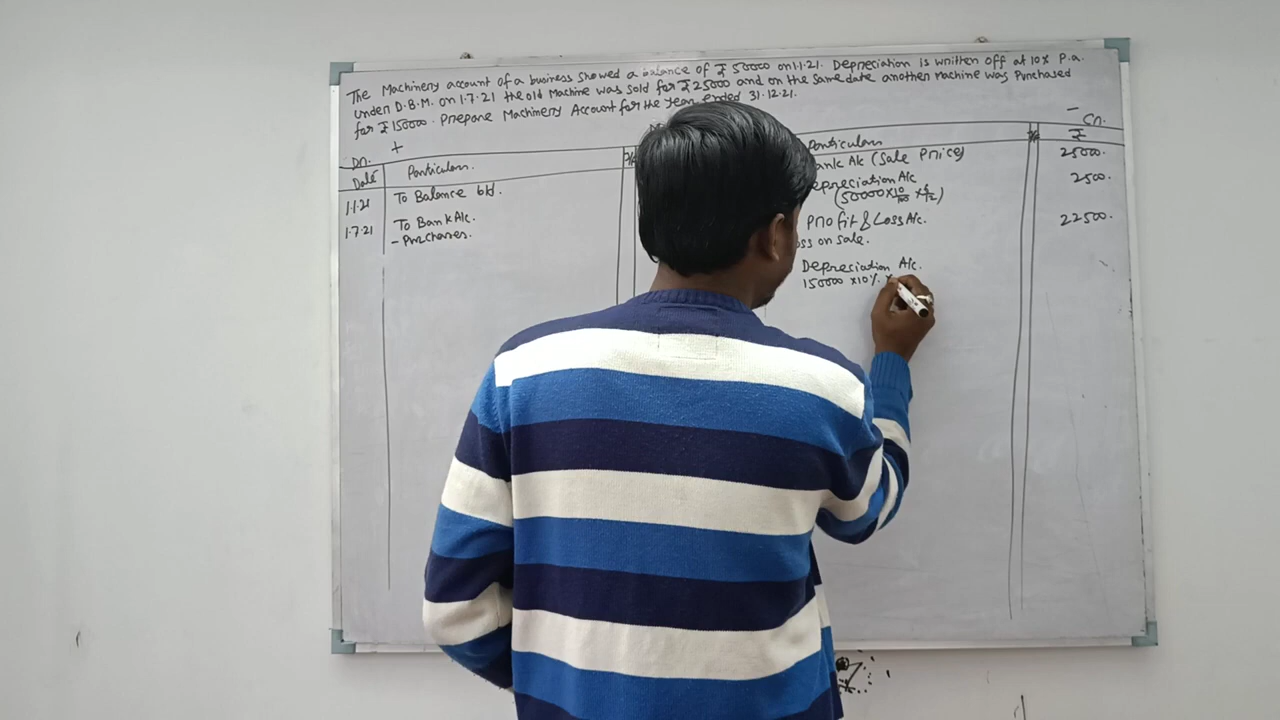 The Machinery account of a business showed a balance of ₹ 50000 on 1.1.21. Depreciation is written off at 10% P.a.
under D.B.M. on 1.7.21 the old Machine was sold for ₹ 25000 and on the same date another Machine was Purchased
for ₹ 150000. Prepare Machinery Account for the year ended 31.12.21.
Dr. + - Cr.
Date Particulars Particulars ₹
1.1.21 To Balance b/d. Bank A/c (Sale Price) 25000.
Depreciation A/c 2500.
(50000 x 10/100 x 6/12)
1.7.21 To Bank A/c. Profit & Loss A/c. 22500.
- Purchases. Loss on sale.
Depreciation A/c.
150000 x10%. x